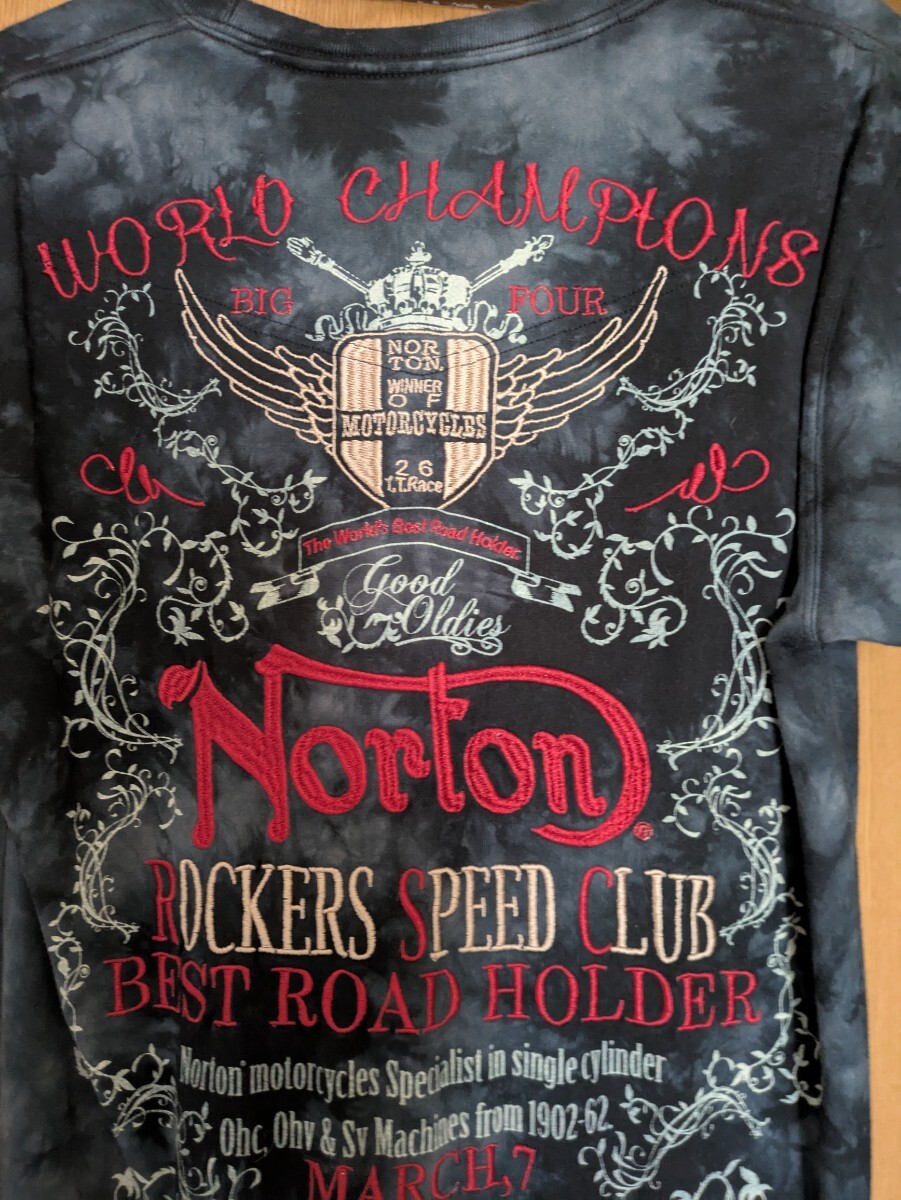 WORLD CHAMPIONS
BIG FOUR
NOR
TON.
WINNER
OF
MOTORCYCLES
26
T.T.Race
The World's Best Road Holder
Good
Oldies
Norton®
ROCKERS SPEED CLUB
BEST ROAD HOLDER
Norton motorcycles Specialist in single cylinder
Ohc, Ohv & Sv Machines from 1902-62.
MARCH,7